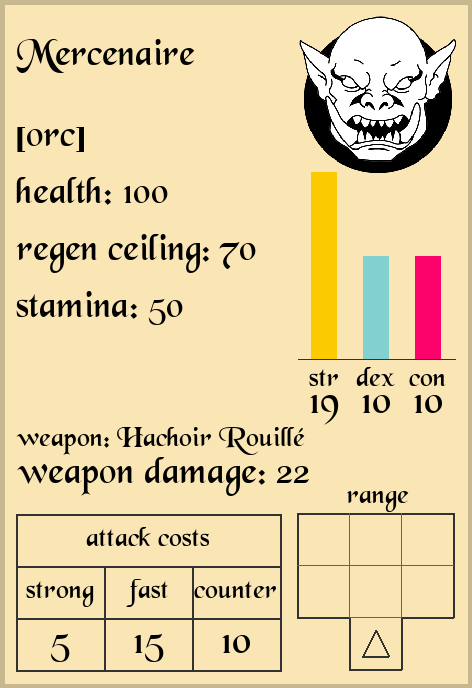 Mercenaire
[orc]
health: 100
regen ceiling: 70
stamina: 50
str dex con
19 10 10
weapon: Hachoir Rouillé
weapon damage: 22
range
attack costs
strong fast counter
5 15 10